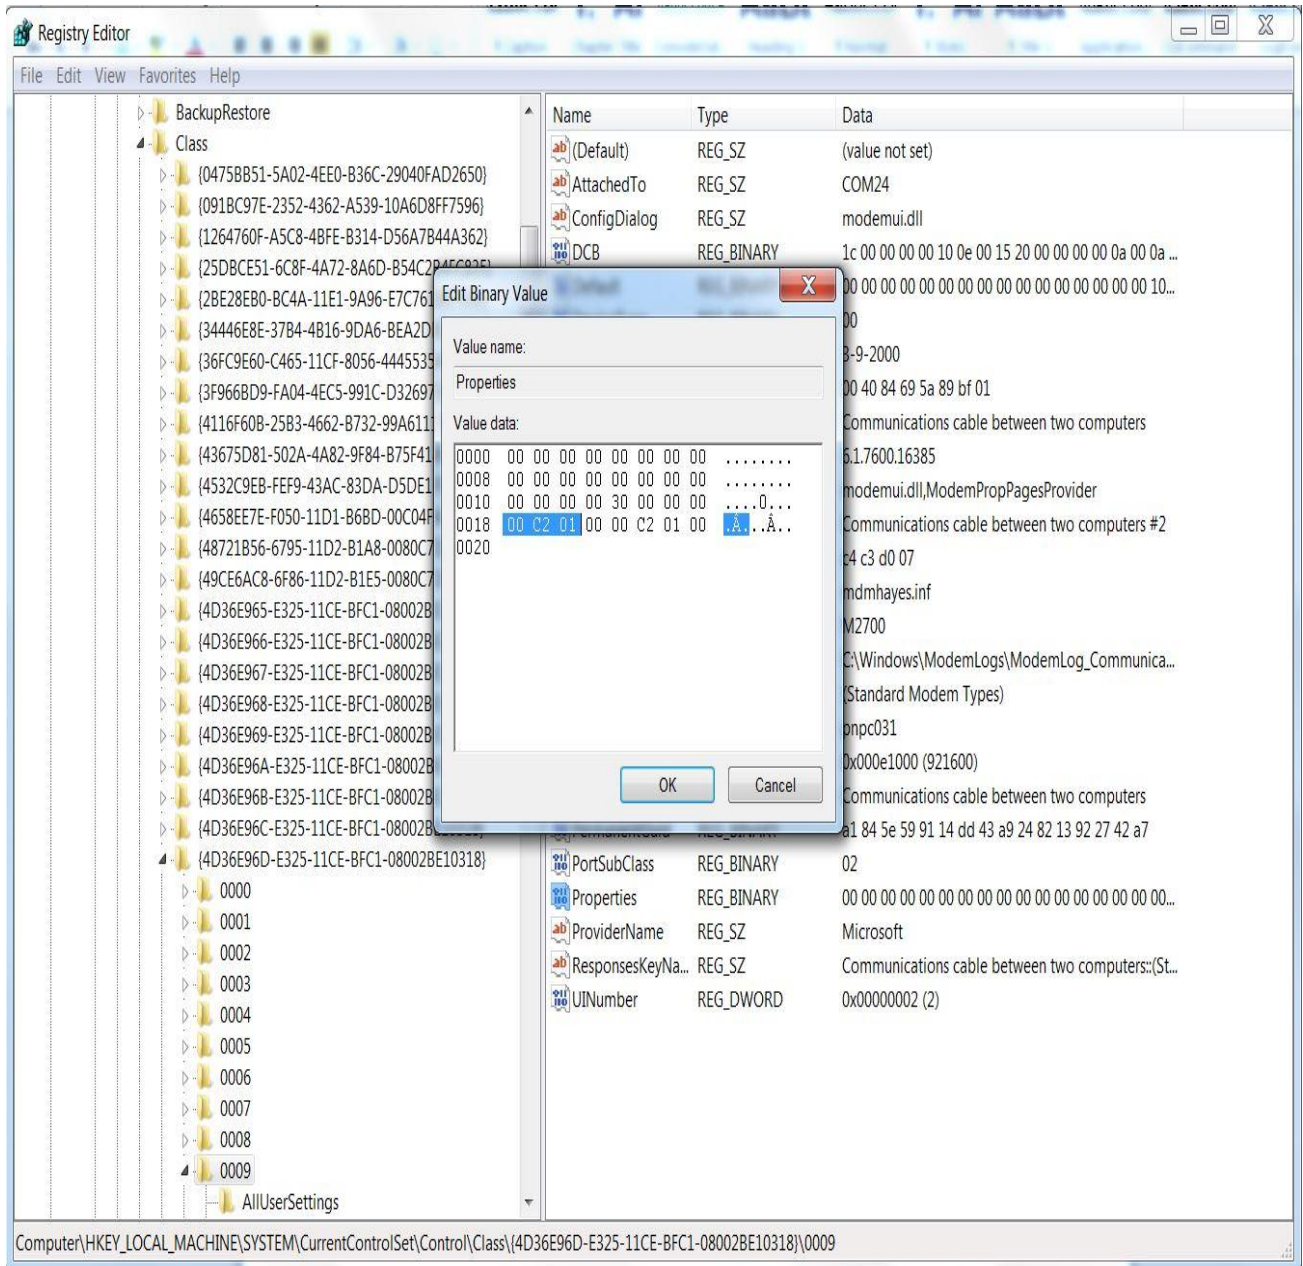 Registry Editor
File Edit View Favorites Help
BackupRestore
Class
{0475BB51-5A02-4EE0-B36C-29040FAD2650}
{091BC97E-2352-4362-A539-10A6D8FF7596}
{1264760F-A5C8-4BFE-B314-D56A7B44A362}
{25DBCE51-6C8F-4A72-8A6D-B54C2B4FC835}
{2BE28EB0-BC4A-11E1-9A96-E7C761
{34446E8E-37B4-4B16-9DA6-BEA2D
{36FC9E60-C465-11CF-8056-4445535
{3F966BD9-FA04-4EC5-991C-D32697
{4116F60B-25B3-4662-B732-99A611
{43675D81-502A-4A82-9F84-B75F41
{4532C9EB-FEF9-43AC-83DA-D5DE1
{4658EE7E-F050-11D1-B6BD-00C04F
{48721B56-6795-11D2-B1A8-0080C7
{49CE6AC8-6F86-11D2-B1E5-0080C7
{4D36E965-E325-11CE-BFC1-08002B
{4D36E966-E325-11CE-BFC1-08002B
{4D36E967-E325-11CE-BFC1-08002B
{4D36E968-E325-11CE-BFC1-08002B
{4D36E969-E325-11CE-BFC1-08002B
{4D36E96A-E325-11CE-BFC1-08002B
{4D36E96B-E325-11CE-BFC1-08002B
{4D36E96C-E325-11CE-BFC1-08002BE10318}
{4D36E96D-E325-11CE-BFC1-08002BE10318}
0000
0001
0002
0003
0004
0005
0006
0007
0008
0009
AllUserSettings
Name Type Data
(Default) REG_SZ (value not set)
AttachedTo REG_SZ COM24
ConfigDialog REG_SZ modemui.dll
DCB REG_BINARY 1c 00 00 00 00 10 0e 00 15 20 00 00 00 00 00 0a 00 0a ...
Default REG_BINARY 00 00 00 00 00 00 00 00 00 00 00 00 00 00 00 00 10...
00
3-9-2000
00 40 84 69 5a 89 bf 01
Communications cable between two computers
6.1.7600.16385
modemui.dll,ModemPropPagesProvider
Communications cable between two computers #2
c4 c3 d0 07
mdmhayes.inf
M2700
C:\Windows\ModemLogs\ModemLog_Communica...
(Standard Modem Types)
pnpc031
0x000e1000 (921600)
Communications cable between two computers
a1 84 5e 59 91 14 dd 43 a9 24 82 13 92 27 42 a7
PortSubClass REG_BINARY 02
Properties REG_BINARY 00 00 00 00 00 00 00 00 00 00 00 00 00 00 00 00 00...
ProviderName REG_SZ Microsoft
ResponsesKeyNa... REG_SZ Communications cable between two computers::(St...
UINumber REG_DWORD 0x00000002 (2)
Edit Binary Value
Value name:
Properties
Value data:
0000 00 00 00 00 00 00 00 00 ........
0008 00 00 00 00 00 00 00 00 ........
0010 00 00 00 00 30 00 00 00 ....0...
0018 00 C2 01 00 00 C2 01 00 .Â...Â..
0020
OK Cancel
Computer\HKEY_LOCAL_MACHINE\SYSTEM\CurrentControlSet\Control\Class\{4D36E96D-E325-11CE-BFC1-08002BE10318}\0009